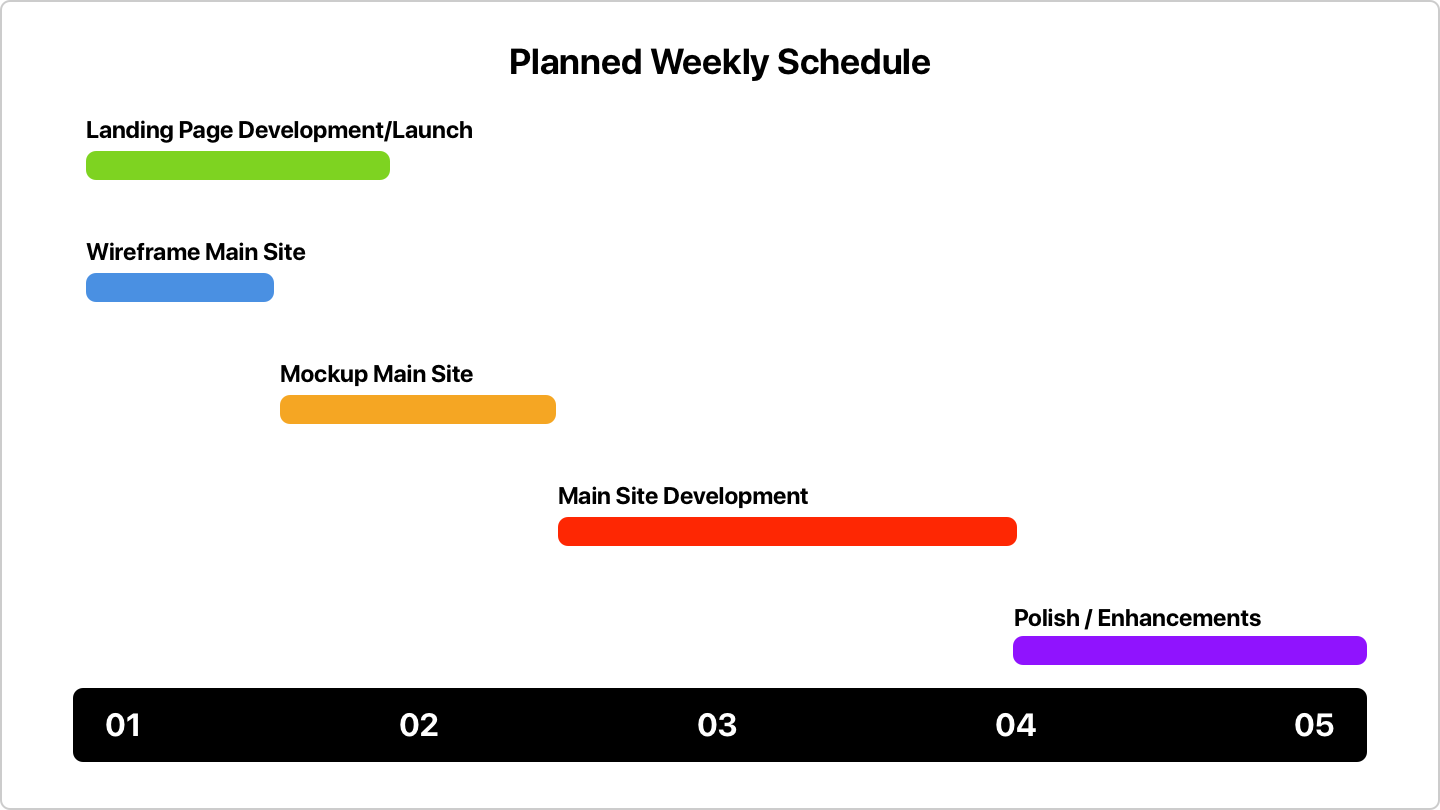 Planned Weekly Schedule
Landing Page Development/Launch
Wireframe Main Site
Mockup Main Site
Main Site Development
Polish / Enhancements
01 02 03 04 05